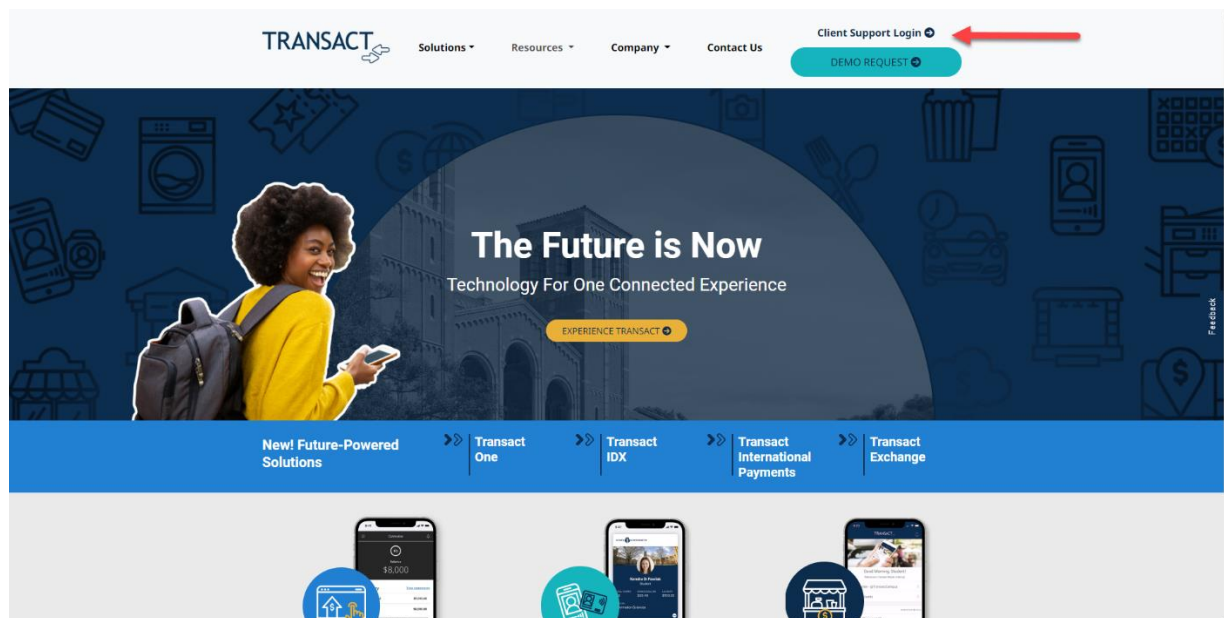 TRANSACT
Solutions
Resources
Company
Contact Us
Client Support Login
DEMO REQUEST
The Future is Now
Technology For One Connected Experience
EXPERIENCE TRANSACT
Feedback
New! Future-Powered
Solutions
Transact
One
Transact
IDX
Transact
International
Payments
Transact
Exchange
$8,000
TRANSACT